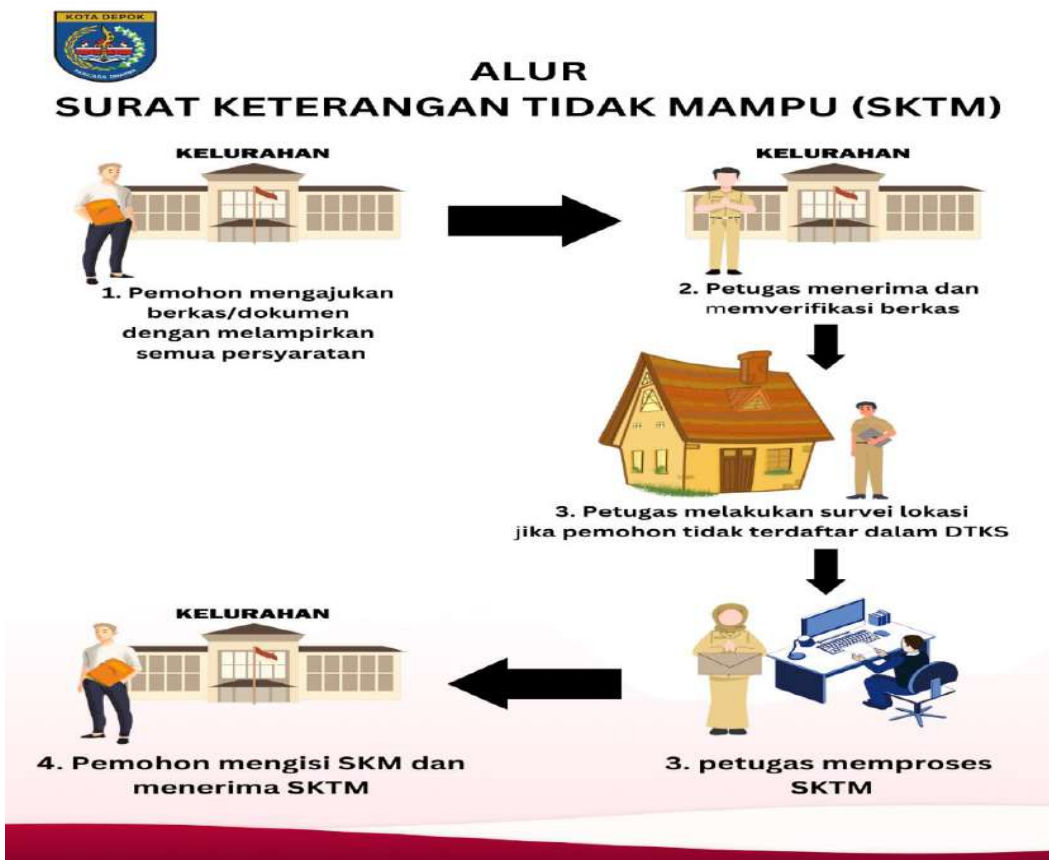 KOTA DEPOK
PARICARA DHARMA
ALUR
SURAT KETERANGAN TIDAK MAMPU (SKTM)
KELURAHAN
1. Pemohon mengajukan
berkas/dokumen
dengan melampirkan
semua persyaratan
KELURAHAN
2. Petugas menerima dan
memverifikasi berkas
3. Petugas melakukan survei lokasi
jika pemohon tidak terdaftar dalam DTKS
3. petugas memproses
SKTM
KELURAHAN
4. Pemohon mengisi SKM dan
menerima SKTM